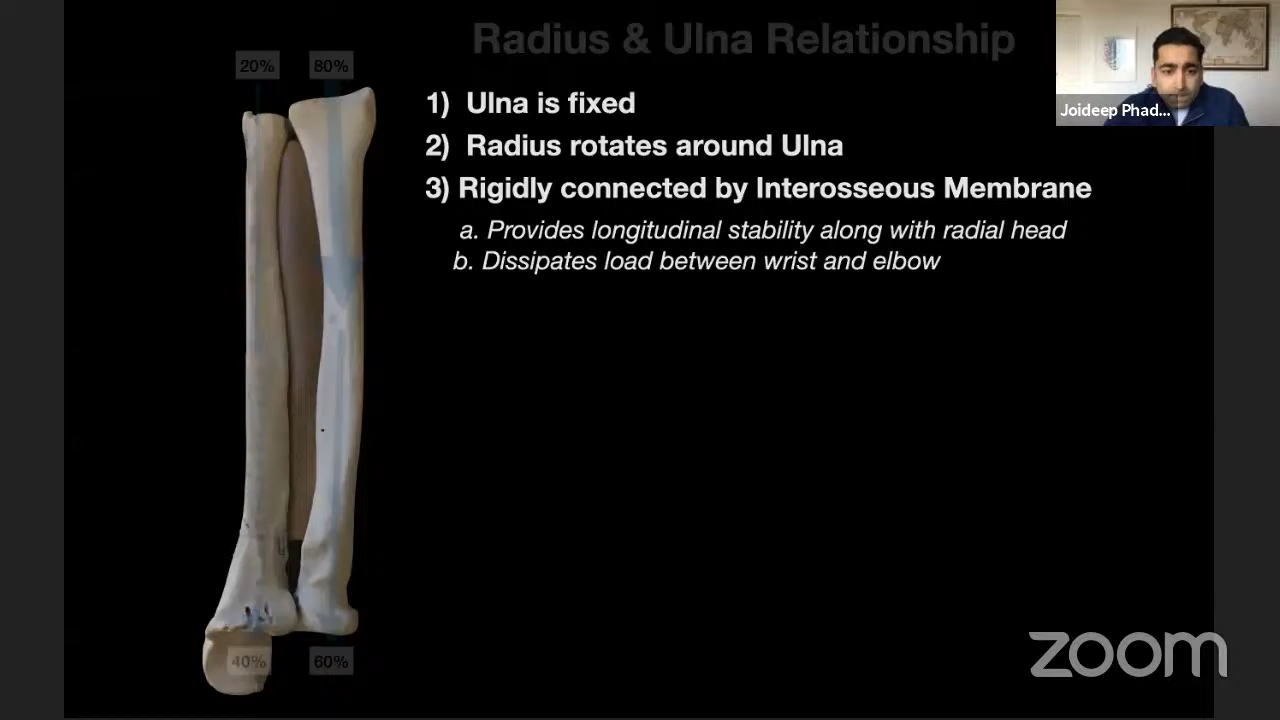 Radius & Ulna Relationship
20% 80%
1) Ulna is fixed
2) Radius rotates around Ulna
3) Rigidly connected by Interosseous Membrane
a. Provides longitudinal stability along with radial head
b. Dissipates load between wrist and elbow
40% 60%
Joideep Phad...
zoom